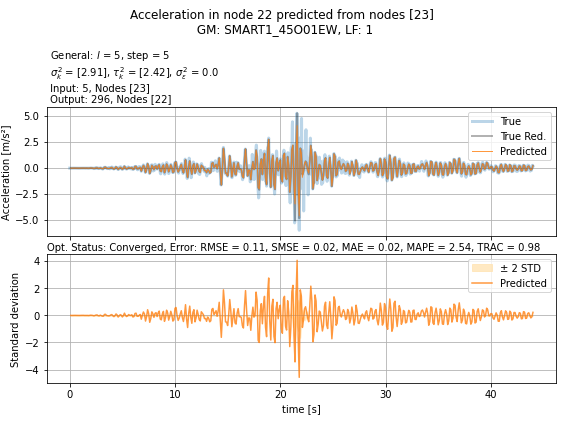 Acceleration in node 22 predicted from nodes [23]
GM: SMART1_45O01EW, LF: 1
General: l = 5, step = 5
σ²ₖ = [2.91], τ²ₖ = [2.42], σ²ε = 0.0
Input: 5, Nodes [23]
Output: 296, Nodes [22]
Acceleration [m/s²]
5.0
2.5
0.0
−2.5
−5.0
True
True Red.
Predicted
Opt. Status: Converged, Error: RMSE = 0.11, SMSE = 0.02, MAE = 0.02, MAPE = 2.54, TRAC = 0.98
Standard deviation
4
2
0
−2
−4
± 2 STD
Predicted
0
10
20
30
40
time [s]